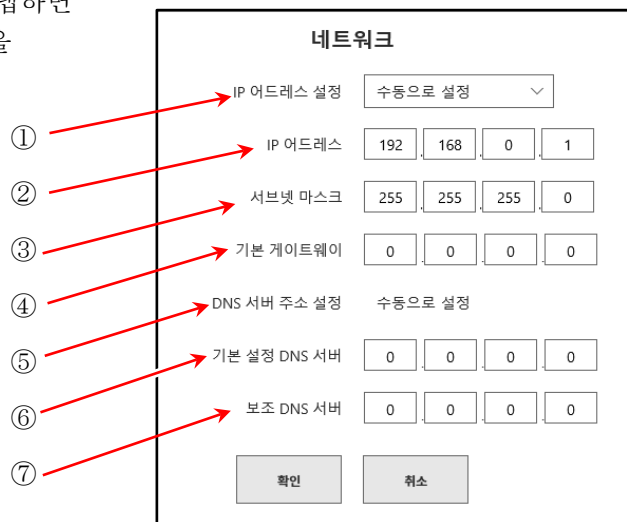 하면
을
네트워크
① IP 어드레스 설정 수동으로 설정
② IP 어드레스 192 . 168 . 0 . 1
③ 서브넷 마스크 255 . 255 . 255 . 0
④ 기본 게이트웨이 0 . 0 . 0 . 0
⑤ DNS 서버 주소 설정 수동으로 설정
⑥ 기본 설정 DNS 서버 0 . 0 . 0 . 0
⑦ 보조 DNS 서버 0 . 0 . 0 . 0
확인 취소